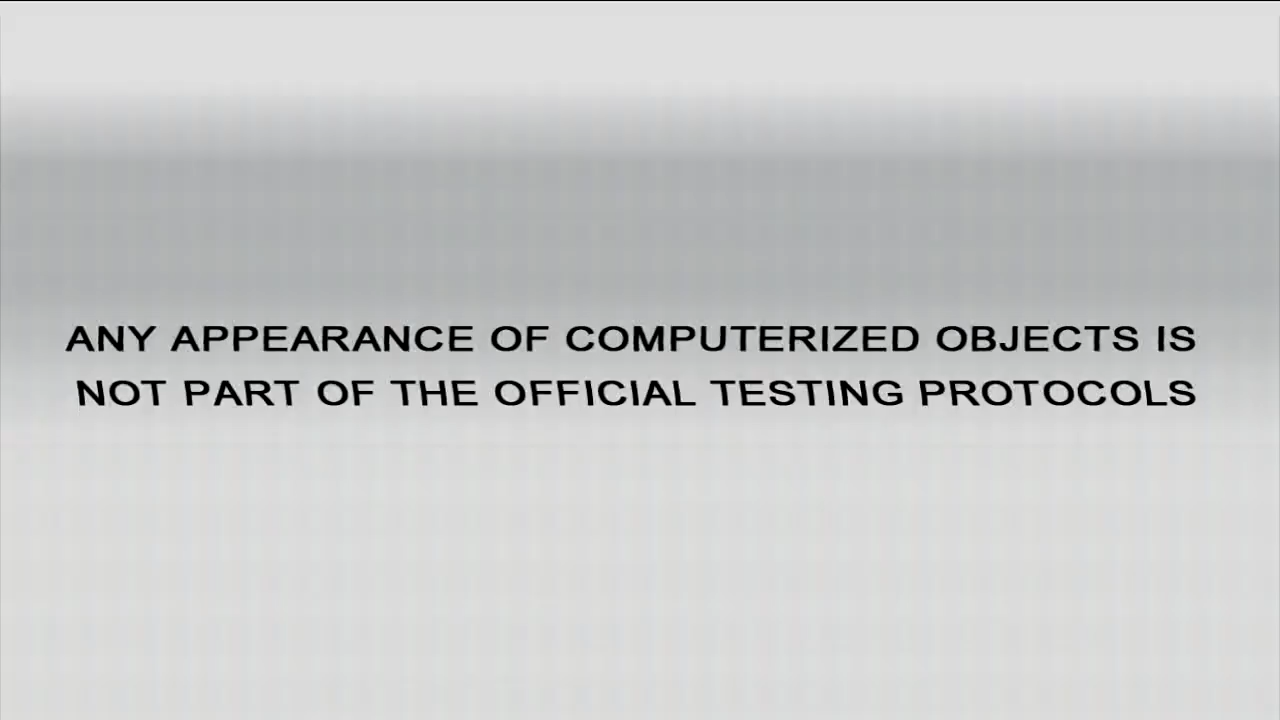 ANY APPEARANCE OF COMPUTERIZED OBJECTS IS
NOT PART OF THE OFFICIAL TESTING PROTOCOLS